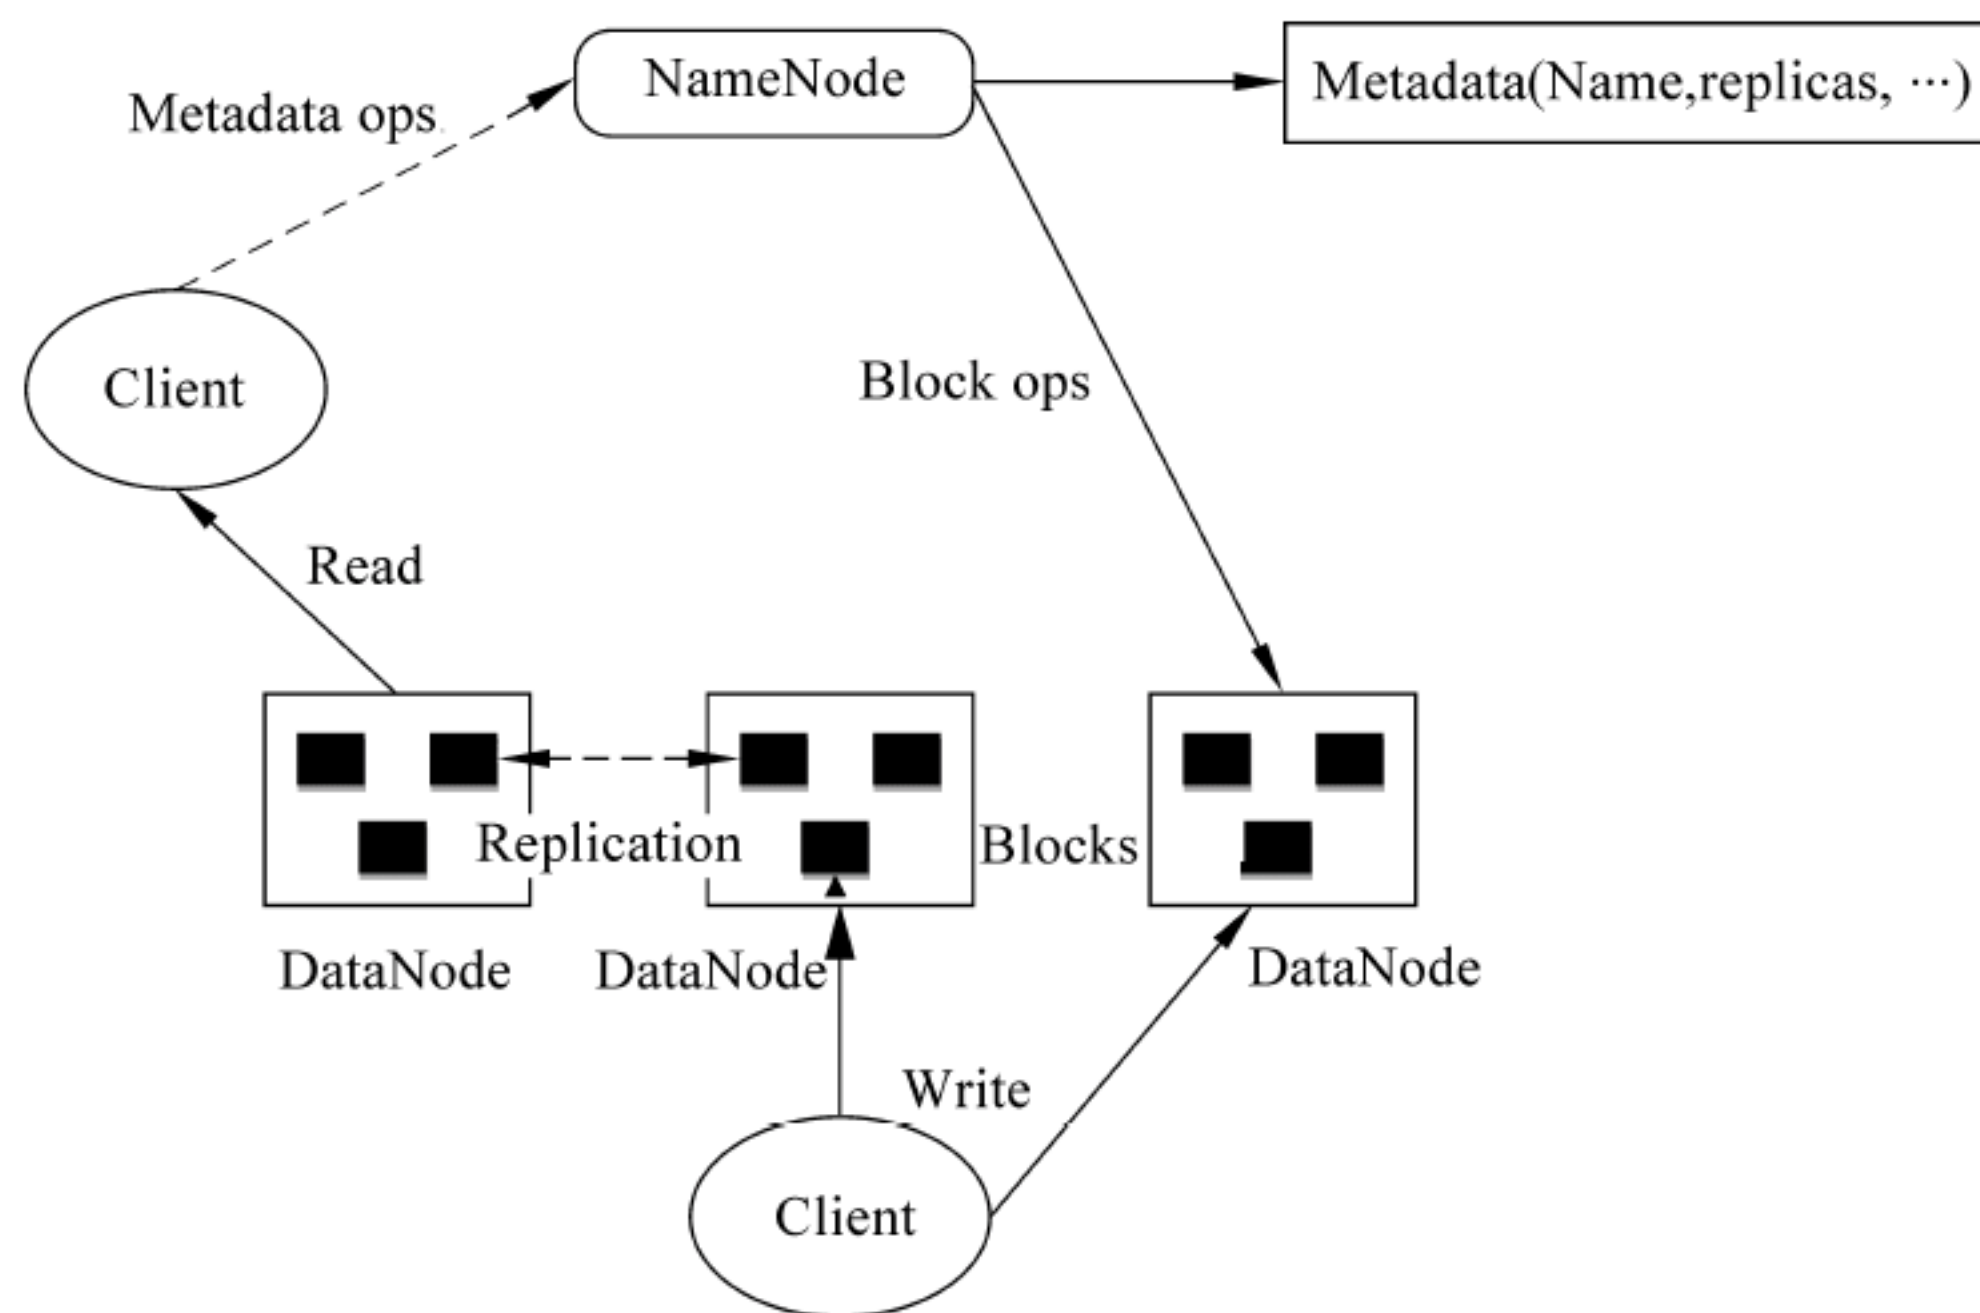 NameNode
Metadata(Name,replicas, ···)
Metadata ops
Client
Block ops
Read
Replication
Blocks
DataNode
DataNode
DataNode
Write
Client